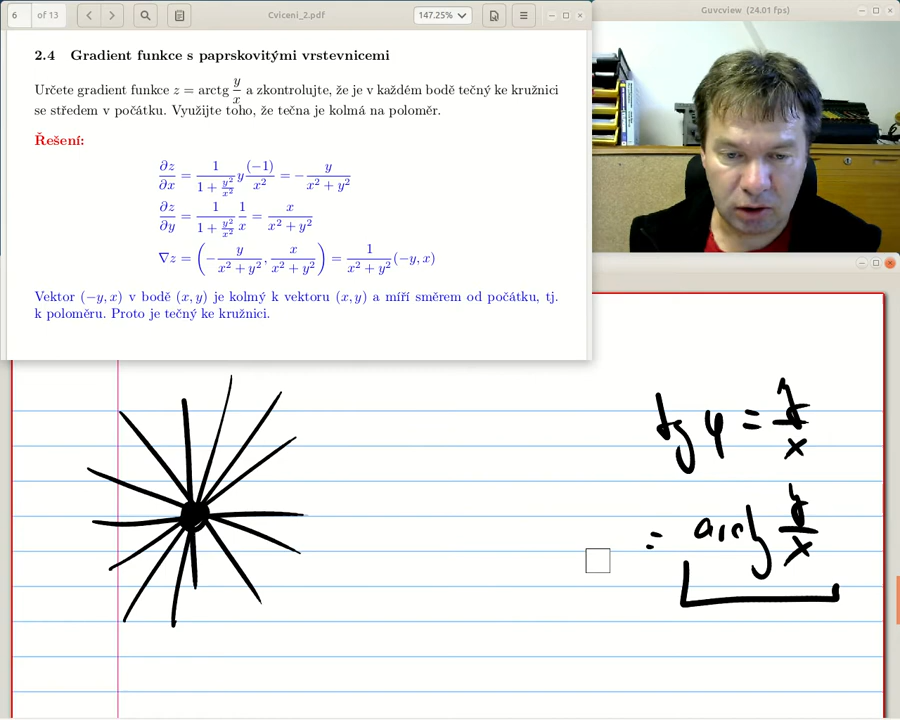 6 of 13 Cviceni_2.pdf 147.25%
Guvcview (24.01 fps)
2.4 Gradient funkce s paprskovitými vrstevnicemi
Určete gradient funkce z = arctg y/x a zkontrolujte, že je v každém bodě tečný ke kružnici
se středem v počátku. Využijte toho, že tečna je kolmá na poloměr.
Řešení:
∂z/∂x = 1/(1 + y²/x²) y (−1)/x² = − y/(x² + y²)
∂z/∂y = 1/(1 + y²/x²) 1/x = x/(x² + y²)
∇z = (− y/(x² + y²), x/(x² + y²)) = 1/(x² + y²) (−y, x)
Vektor (−y, x) v bodě (x, y) je kolmý k vektoru (x, y) a míří směrem od počátku, tj.
k poloměru. Proto je tečný ke kružnici.
tg φ = y/x
= arctg y/x